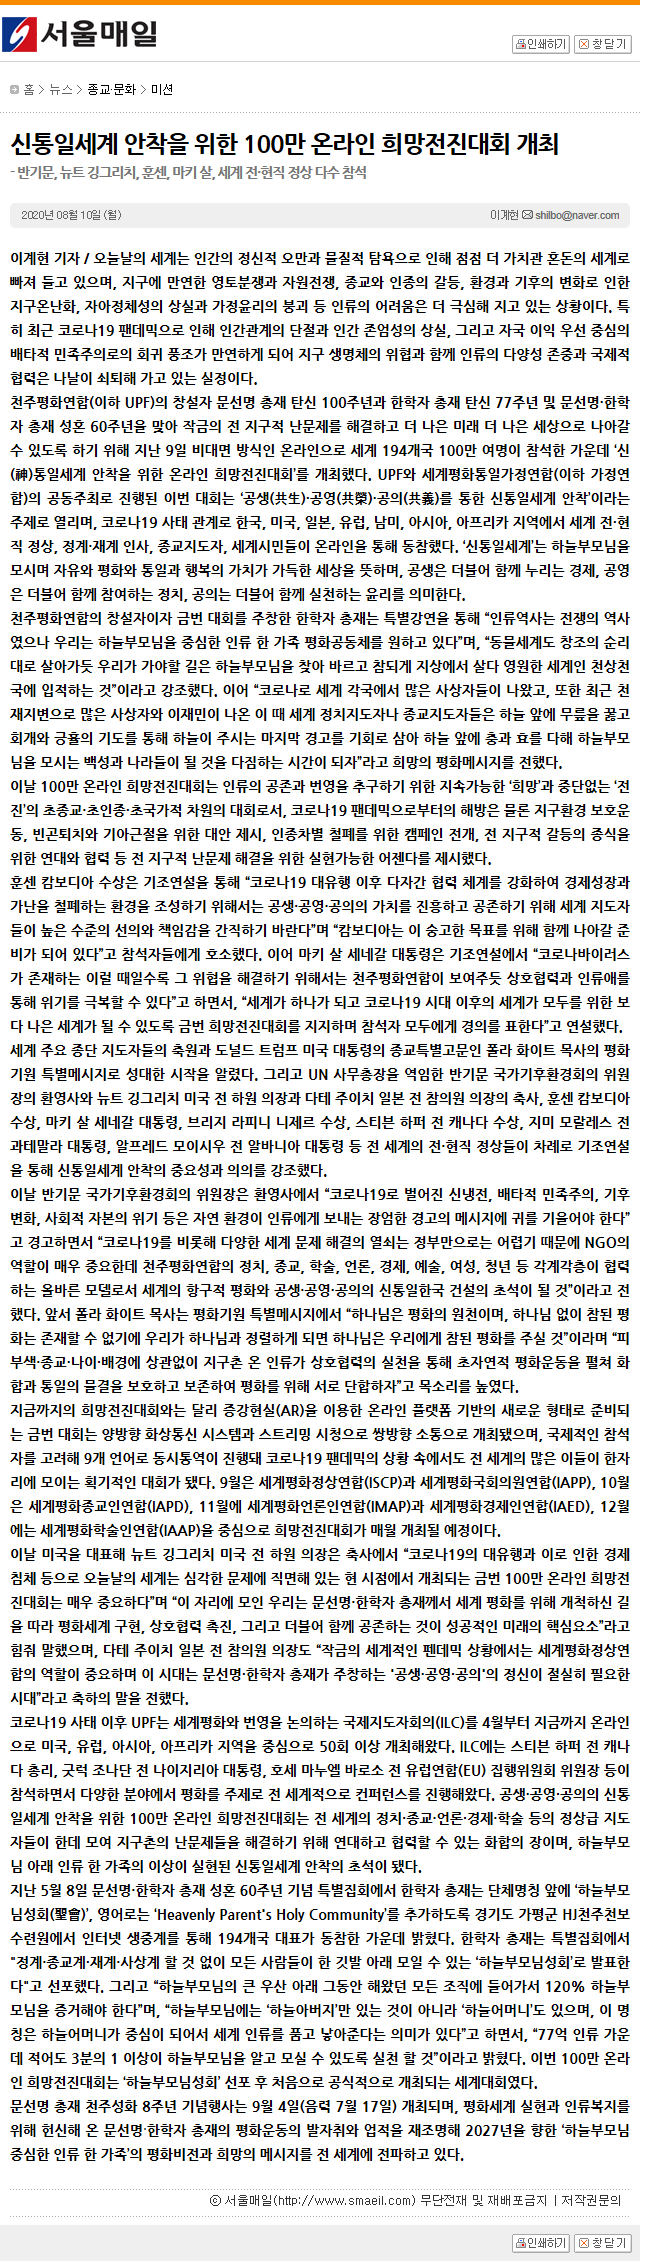 서울매일
인쇄하기 창닫기
홈 > 뉴스 > 종교·문화 > 미션
신통일세계 안착을 위한 100만 온라인 희망전진대회 개최
- 반기문, 뉴트 깅그리치, 훈센, 마키 살, 세계 전·현직 정상 다수 참석
2020년 08월 10일 (월) 이계현 shilbo@naver.com
이계현 기자 / 오늘날의 세계는 인간의 정신적 오만과 물질적 탐욕으로 인해 점점 더 가치관 혼돈의 세계로
빠져 들고 있으며, 지구에 만연한 영토분쟁과 자원전쟁, 종교와 인종의 갈등, 환경과 기후의 변화로 인한
지구온난화, 자아정체성의 상실과 가정윤리의 붕괴 등 인류의 어려움은 더 극심해 지고 있는 상황이다. 특
히 최근 코로나19 팬데믹으로 인해 인간관계의 단절과 인간 존엄성의 상실, 그리고 자국 이익 우선 중심의
배타적 민족주의로의 회귀 풍조가 만연하게 되어 지구 생명체의 위협과 함께 인류의 다양성 존중과 국제적
협력은 나날이 쇠퇴해 가고 있는 실정이다.
천주평화연합(이하 UPF)의 창설자 문선명 총재 탄신 100주년과 한학자 총재 탄신 77주년 및 문선명·한학
자 총재 성혼 60주년을 맞아 작금의 전 지구적 난문제를 해결하고 더 나은 미래 더 나은 세상으로 나아갈
수 있도록 하기 위해 지난 9일 비대면 방식인 온라인으로 세계 194개국 100만 여명이 참석한 가운데 ‘신
(神)통일세계 안착을 위한 온라인 희망전진대회’를 개최했다. UPF와 세계평화통일가정연합(이하 가정연
합)의 공동주최로 진행된 이번 대회는 ‘공생(共生)·공영(共榮)·공의(共義)를 통한 신통일세계 안착’이라는
주제로 열리며, 코로나19 사태 관계로 한국, 미국, 일본, 유럽, 남미, 아시아, 아프리카 지역에서 세계 전·현
직 정상, 정계·재계 인사, 종교지도자, 세계시민들이 온라인을 통해 동참했다. ‘신통일세계’는 하늘부모님을
모시며 자유와 평화와 통일과 행복의 가치가 가득한 세상을 뜻하며, 공생은 더불어 함께 누리는 경제, 공영
은 더불어 함께 참여하는 정치, 공의는 더불어 함께 실천하는 윤리를 의미한다.
천주평화연합의 창설자이자 금번 대회를 주창한 한학자 총재는 특별강연을 통해 “인류역사는 전쟁의 역사
였으나 우리는 하늘부모님을 중심한 인류 한 가족 평화공동체를 원하고 있다”며, “동물세계도 창조의 순리
대로 살아가듯 우리가 가야할 길은 하늘부모님을 찾아 바르고 참되게 지상에서 살다 영원한 세계인 천상천
국에 입적하는 것”이라고 강조했다. 이어 “코로나로 세계 각국에서 많은 사상자들이 나왔고, 또한 최근 천
재지변으로 많은 사상자와 이재민이 나온 이 때 세계 정치지도자나 종교지도자들은 하늘 앞에 무릎을 꿇고
회개와 긍휼의 기도를 통해 하늘이 주시는 마지막 경고를 기회로 삼아 하늘 앞에 충과 효를 다해 하늘부모
님을 모시는 백성과 나라들이 될 것을 다짐하는 시간이 되자”라고 희망의 평화메시지를 전했다.
이날 100만 온라인 희망전진대회는 인류의 공존과 번영을 추구하기 위한 지속가능한 ‘희망’과 중단없는 ‘전
진’의 초종교·초인종·초국가적 차원의 대회로서, 코로나19 팬데믹으로부터의 해방은 물론 지구환경 보호운
동, 빈곤퇴치와 기아근절을 위한 대안 제시, 인종차별 철폐를 위한 캠페인 전개, 전 지구적 갈등의 종식을
위한 연대와 협력 등 전 지구적 난문제 해결을 위한 실현가능한 어젠다를 제시했다.
훈센 캄보디아 수상은 기조연설을 통해 “코로나19 대유행 이후 다자간 협력 체계를 강화하여 경제성장과
가난을 철폐하는 환경을 조성하기 위해서는 공생·공영·공의의 가치를 진흥하고 공존하기 위해 세계 지도자
들이 높은 수준의 선의와 책임감을 간직하기 바란다”며 “캄보디아는 이 숭고한 목표를 위해 함께 나아갈 준
비가 되어 있다”고 참석자들에게 호소했다. 이어 마키 살 세네갈 대통령은 기조연설에서 “코로나바이러스
가 존재하는 이럴 때일수록 그 위협을 해결하기 위해서는 천주평화연합이 보여주듯 상호협력과 인류애를
통해 위기를 극복할 수 있다”고 하면서, “세계가 하나가 되고 코로나19 시대 이후의 세계가 모두를 위한 보
다 나은 세계가 될 수 있도록 금번 희망전진대회를 지지하며 참석자 모두에게 경의를 표한다”고 연설했다.
세계 주요 종단 지도자들의 축원과 도널드 트럼프 미국 대통령의 종교특별고문인 폴라 화이트 목사의 평화
기원 특별메시지로 성대한 시작을 알렸다. 그리고 UN 사무총장을 역임한 반기문 국가기후환경회의 위원
장의 환영사와 뉴트 깅그리치 미국 전 하원 의장과 다테 주이치 일본 전 참의원 의장의 축사, 훈센 캄보디아
수상, 마키 살 세네갈 대통령, 브리지 라피니 니제르 수상, 스티븐 하퍼 전 캐나다 수상, 지미 모랄레스 전
과테말라 대통령, 알프레드 모이시우 전 알바니아 대통령 등 전 세계의 전·현직 정상들이 차례로 기조연설
을 통해 신통일세계 안착의 중요성과 의의를 강조했다.
이날 반기문 국가기후환경회의 위원장은 환영사에서 “코로나19로 벌어진 신냉전, 배타적 민족주의, 기후
변화, 사회적 자본의 위기 등은 자연 환경이 인류에게 보내는 장엄한 경고의 메시지에 귀를 기울어야 한다”
고 경고하면서 “코로나19를 비롯해 다양한 세계 문제 해결의 열쇠는 정부만으로는 어렵기 때문에 NGO의
역할이 매우 중요한데 천주평화연합의 정치, 종교, 학술, 언론, 경제, 예술, 여성, 청년 등 각계각층이 협력
하는 올바른 모델로서 세계의 항구적 평화와 공생·공영·공의의 신통일한국 건설의 초석이 될 것”이라고 전
했다. 앞서 폴라 화이트 목사는 평화기원 특별메시지에서 “하나님은 평화의 원천이며, 하나님 없이 참된 평
화는 존재할 수 없기에 우리가 하나님과 정렬하게 되면 하나님은 우리에게 참된 평화를 주실 것”이라며 “피
부색·종교·나이·배경에 상관없이 지구촌 온 인류가 상호협력의 실천을 통해 초자연적 평화운동을 펼쳐 화
합과 통일의 물결을 보호하고 보존하여 평화를 위해 서로 단합하자”고 목소리를 높였다.
지금까지의 희망전진대회와는 달리 증강현실(AR)을 이용한 온라인 플랫폼 기반의 새로운 형태로 준비되
는 금번 대회는 양방향 화상통신 시스템과 스트리밍 시청으로 쌍방향 소통으로 개최됐으며, 국제적인 참석
자를 고려해 9개 언어로 동시통역이 진행돼 코로나19 팬데믹의 상황 속에서도 전 세계의 많은 이들이 한자
리에 모이는 획기적인 대회가 됐다. 9월은 세계평화정상연합(ISCP)과 세계평화국회의원연합(IAPP), 10월
은 세계평화종교인연합(IAPD), 11월에 세계평화언론인연합(IMAP)과 세계평화경제인연합(IAED), 12월
에는 세계평화학술인연합(IAAP)을 중심으로 희망전진대회가 매월 개최될 예정이다.
이날 미국을 대표해 뉴트 깅그리치 미국 전 하원 의장은 축사에서 “코로나19의 대유행과 이로 인한 경제
침체 등으로 오늘날의 세계는 심각한 문제에 직면해 있는 현 시점에서 개최되는 금번 100만 온라인 희망전
진대회는 매우 중요하다”며 “이 자리에 모인 우리는 문선명·한학자 총재께서 세계 평화를 위해 개척하신 길
을 따라 평화세계 구현, 상호협력 촉진, 그리고 더불어 함께 공존하는 것이 성공적인 미래의 핵심요소”라고
힘줘 말했으며, 다테 주이치 일본 전 참의원 의장도 “작금의 세계적인 펜데믹 상황에서는 세계평화정상연
합의 역할이 중요하며 이 시대는 문선명·한학자 총재가 주창하는 '공생·공영·공의'의 정신이 절실히 필요한
시대”라고 축하의 말을 전했다.
코로나19 사태 이후 UPF는 세계평화와 번영을 논의하는 국제지도자회의(ILC)를 4월부터 지금까지 온라인
으로 미국, 유럽, 아시아, 아프리카 지역을 중심으로 50회 이상 개최해왔다. ILC에는 스티븐 하퍼 전 캐나
다 총리, 굿럭 조나단 전 나이지리아 대통령, 호세 마누엘 바로소 전 유럽연합(EU) 집행위원회 위원장 등이
참석하면서 다양한 분야에서 평화를 주제로 전 세계적으로 컨퍼런스를 진행해왔다. 공생·공영·공의의 신통
일세계 안착을 위한 100만 온라인 희망전진대회는 전 세계의 정치·종교·언론·경제·학술 등의 정상급 지도
자들이 한데 모여 지구촌의 난문제들을 해결하기 위해 연대하고 협력할 수 있는 화합의 장이며, 하늘부모
님 아래 인류 한 가족의 이상이 실현된 신통일세계 안착의 초석이 됐다.
지난 5월 8일 문선명·한학자 총재 성혼 60주년 기념 특별집회에서 한학자 총재는 단체명칭 앞에 ‘하늘부모
님성회(聖會)’, 영어로는 ‘Heavenly Parent's Holy Community’를 추가하도록 경기도 가평군 HJ천주천보
수련원에서 인터넷 생중계를 통해 194개국 대표가 동참한 가운데 밝혔다. 한학자 총재는 특별집회에서
"정계·종교계·재계·사상계 할 것 없이 모든 사람들이 한 깃발 아래 모일 수 있는 ‘하늘부모님성회’로 발표한
다"고 선포했다. 그리고 “하늘부모님의 큰 우산 아래 그동안 해왔던 모든 조직에 들어가서 120% 하늘부
모님을 증거해야 한다”며, “하늘부모님에는 ‘하늘아버지’만 있는 것이 아니라 ‘하늘어머니’도 있으며, 이 명
칭은 하늘어머니가 중심이 되어서 세계 인류를 품고 낳아준다는 의미가 있다”고 하면서, “77억 인류 가운
데 적어도 3분의 1 이상이 하늘부모님을 알고 모실 수 있도록 실천 할 것”이라고 밝혔다. 이번 100만 온라
인 희망전진대회는 ‘하늘부모님성회’ 선포 후 처음으로 공식적으로 개최되는 세계대회였다.
문선명 총재 천주성화 8주년 기념행사는 9월 4일(음력 7월 17일) 개최되며, 평화세계 실현과 인류복지를
위해 헌신해 온 문선명·한학자 총재의 평화운동의 발자취와 업적을 재조명해 2027년을 향한 ‘하늘부모님
중심한 인류 한 가족’의 평화비전과 희망의 메시지를 전 세계에 전파하고 있다.
ⓒ 서울매일(http://www.smaeil.com) 무단전재 및 재배포금지 | 저작권문의
인쇄하기 창닫기